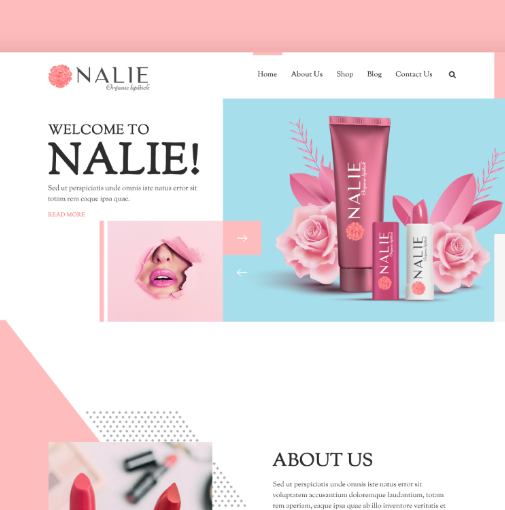 NALIE
Organic lipstick
Home About Us Shop Blog Contact Us
WELCOME TO
NALIE!
Sed ut perspiciatis unde omnis iste natus error sit
totam rem eaque ipsa quae.
READ MORE
NALIE
Organic lipstick
NALIE
NALIE
ABOUT US
Sed ut perspiciatis unde omnis iste natus error sit
voluptatem accusantium doloremque laudantium, totam
rem aperiam, eaque ipsa quae ab illo inventore veritatis et